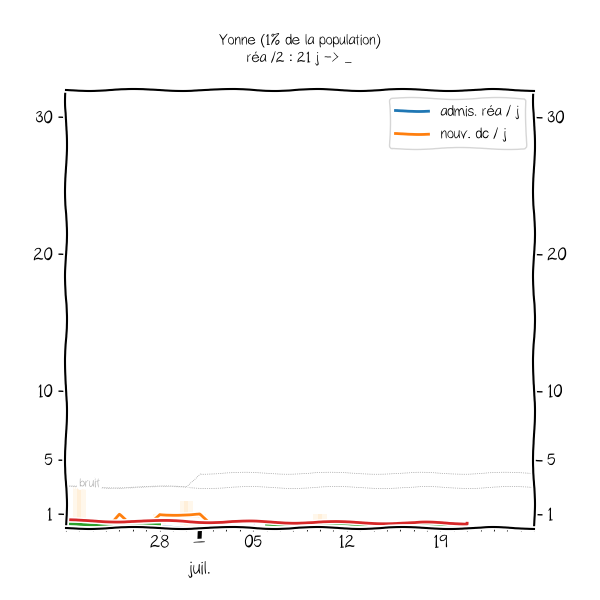 Yonne (1% de la population)
réa /2 : 21 j -> _
admis. réa / j
nouv. dc / j
30
30
20
20
10
10
5
5
bruit
1
1
28
05
12
19
juil.